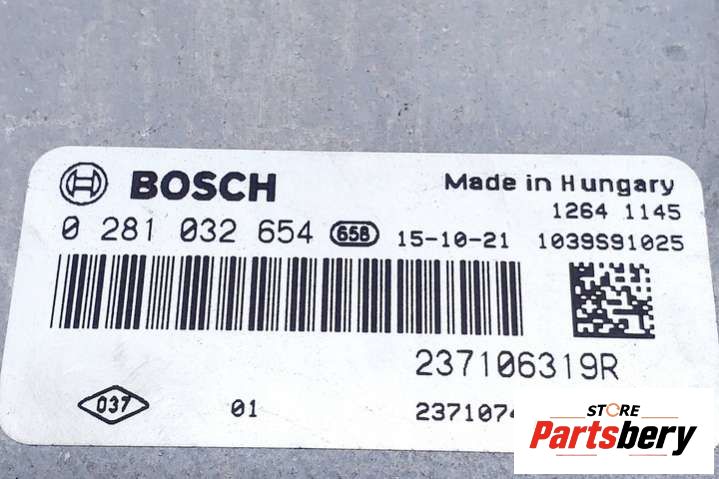 BOSCH Made in Hungary
1264 1145
0 281 032 654 658 15-10-21 1039S91025
237106319R
037 01
STORE
Partsbery